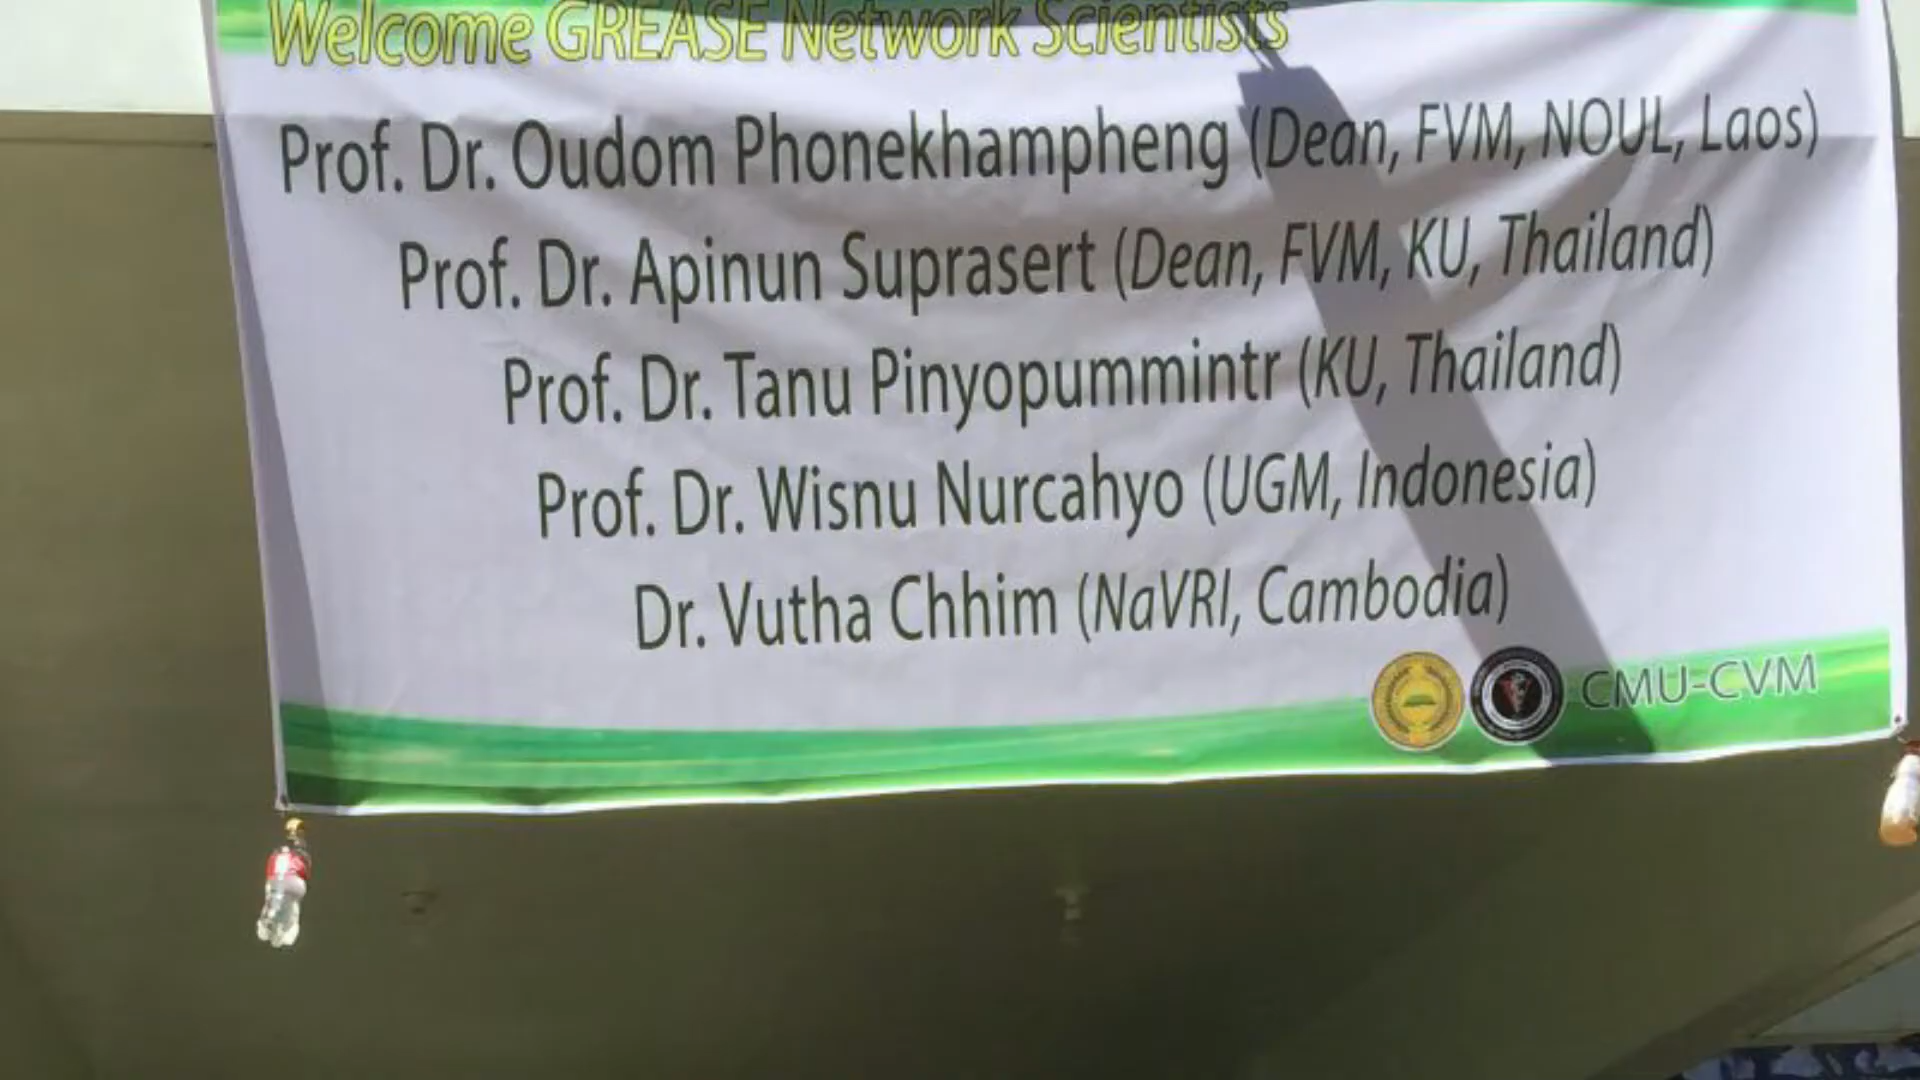 Welcome GREASE Network Scientists
Prof. Dr. Oudom Phonekhampheng (Dean, FVM, NOUL, Laos)
Prof. Dr. Apinun Suprasert (Dean, FVM, KU, Thailand)
Prof. Dr. Tanu Pinyopummintr (KU, Thailand)
Prof. Dr. Wisnu Nurcahyo (UGM, Indonesia)
Dr. Vutha Chhim (NaVRI, Cambodia)
CMU-CVM